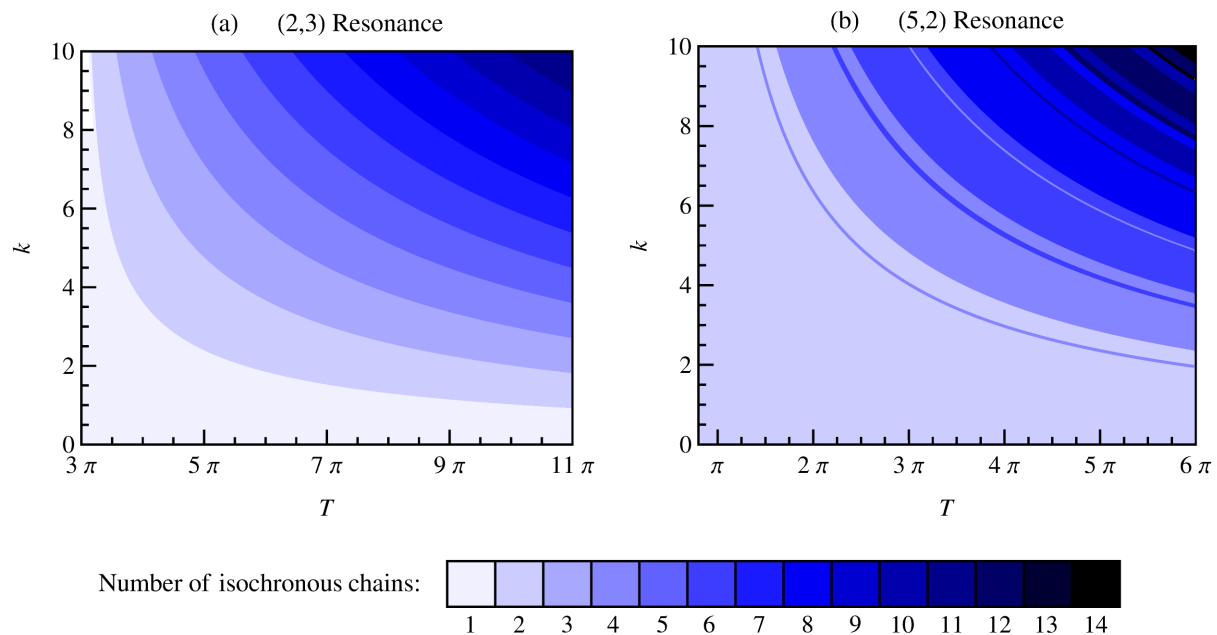 (a) (2,3) Resonance
(b) (5,2) Resonance
10
8
6
4
2
0
k
3 π 5 π 7 π 9 π 11 π
T
10
8
6
4
2
0
k
π 2 π 3 π 4 π 5 π 6 π
T
Number of isochronous chains:
1 2 3 4 5 6 7 8 9 10 11 12 13 14